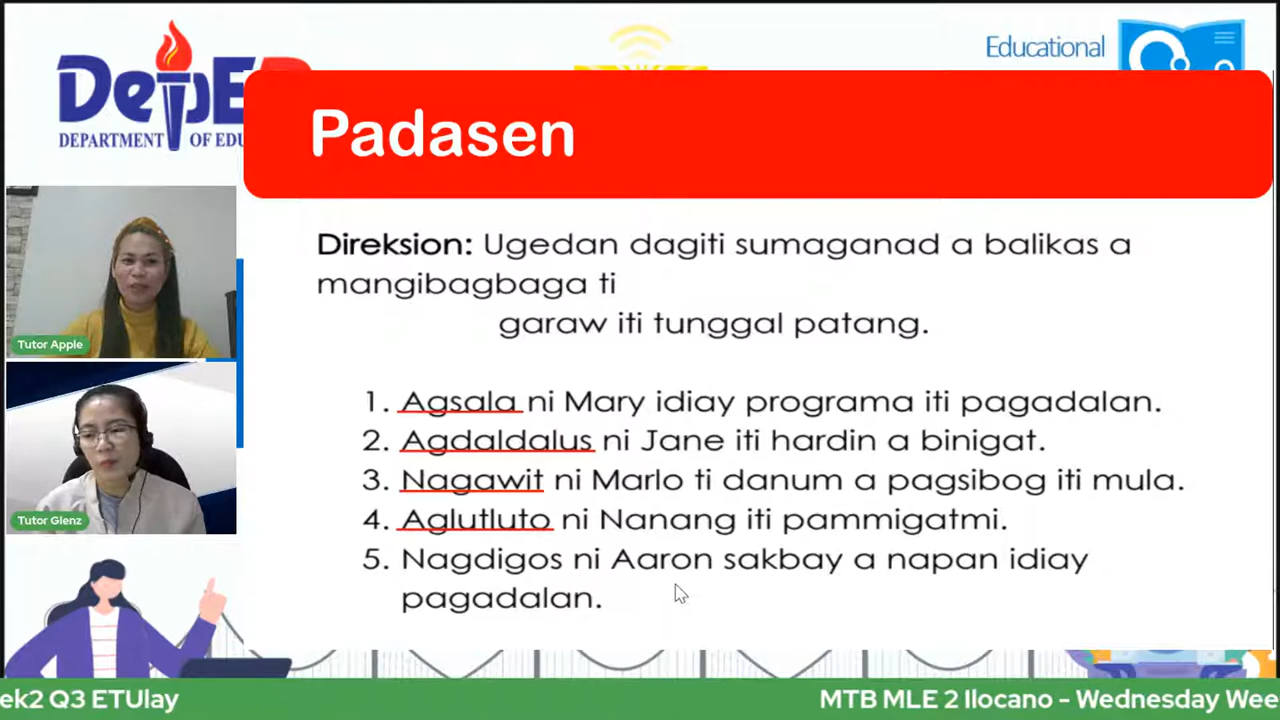 DepED
DEPARTMENT OF EDU
Educational
Padasen
Direksion: Ugedan dagiti sumaganad a balikas a
mangibagbaga ti
garaw iti tunggal patang.
1. Agsala ni Mary idiay programa iti pagadalan.
2. Agdaldalus ni Jane iti hardin a binigat.
3. Nagawit ni Marlo ti danum a pagsibog iti mula.
4. Aglutluto ni Nanang iti pammigatmi.
5. Nagdigos ni Aaron sakbay a napan idiay
pagadalan.
Tutor Apple
Tutor Glenz
ek2 Q3 ETUlay
MTB MLE 2 Ilocano - Wednesday Wee